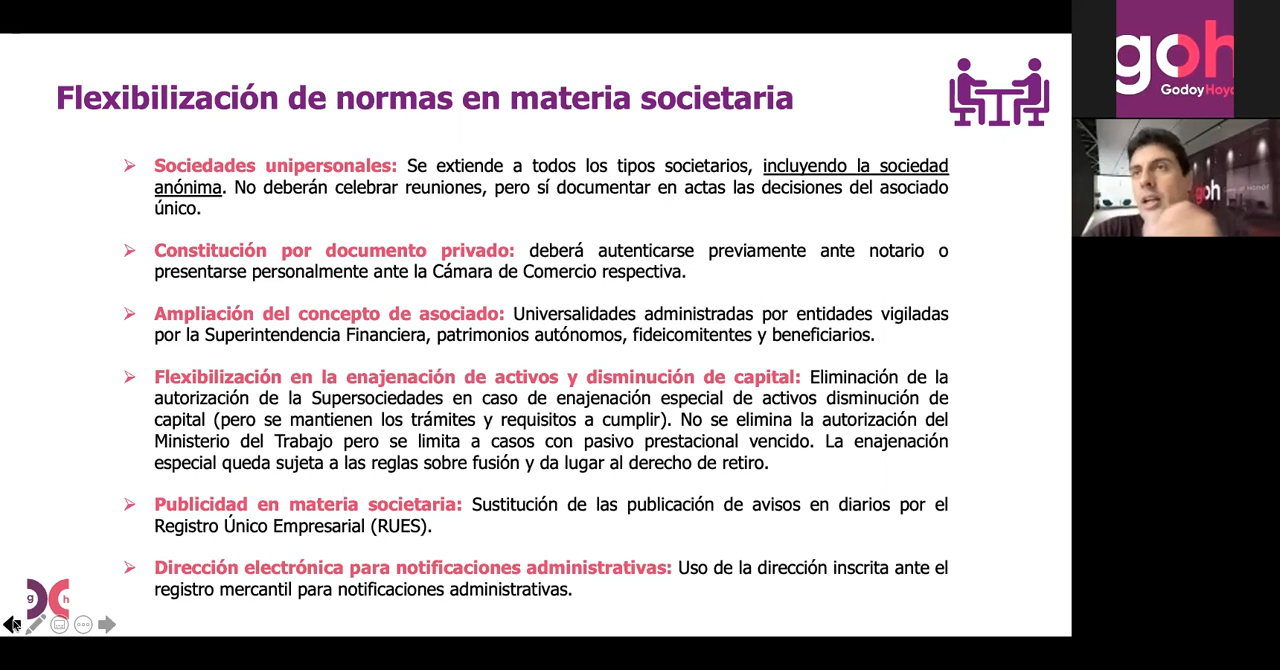 Flexibilización de normas en materia societaria
Sociedades unipersonales: Se extiende a todos los tipos societarios, incluyendo la sociedad
anónima. No deberán celebrar reuniones, pero sí documentar en actas las decisiones del asociado
único.
Constitución por documento privado: deberá autenticarse previamente ante notario o
presentarse personalmente ante la Cámara de Comercio respectiva.
Ampliación del concepto de asociado: Universalidades administradas por entidades vigiladas
por la Superintendencia Financiera, patrimonios autónomos, fideicomitentes y beneficiarios.
Flexibilización en la enajenación de activos y disminución de capital: Eliminación de la
autorización de la Supersociedades en caso de enajenación especial de activos disminución de
capital (pero se mantienen los trámites y requisitos a cumplir). No se elimina la autorización del
Ministerio del Trabajo pero se limita a casos con pasivo prestacional vencido. La enajenación
especial queda sujeta a las reglas sobre fusión y da lugar al derecho de retiro.
Publicidad en materia societaria: Sustitución de las publicación de avisos en diarios por el
Registro Único Empresarial (RUES).
Dirección electrónica para notificaciones administrativas: Uso de la dirección inscrita ante el
registro mercantil para notificaciones administrativas.
g h
goh
GodoyHoyo
goh